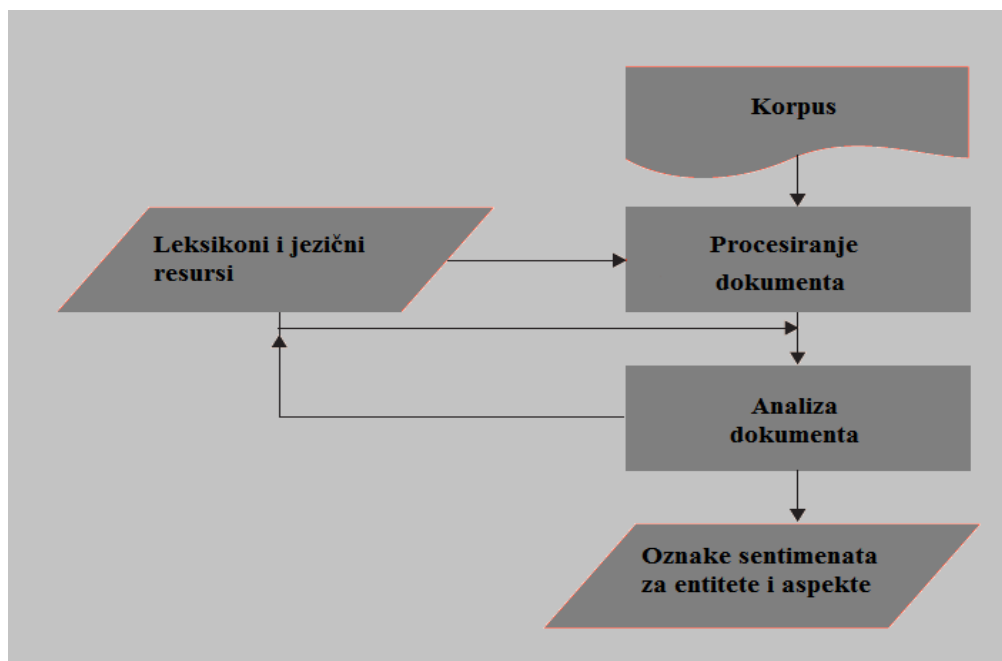 Korpus
Leksikoni i jezični
resursi
Procesiranje
dokumenta
Analiza
dokumenta
Oznake sentimenata
za entitete i aspekte